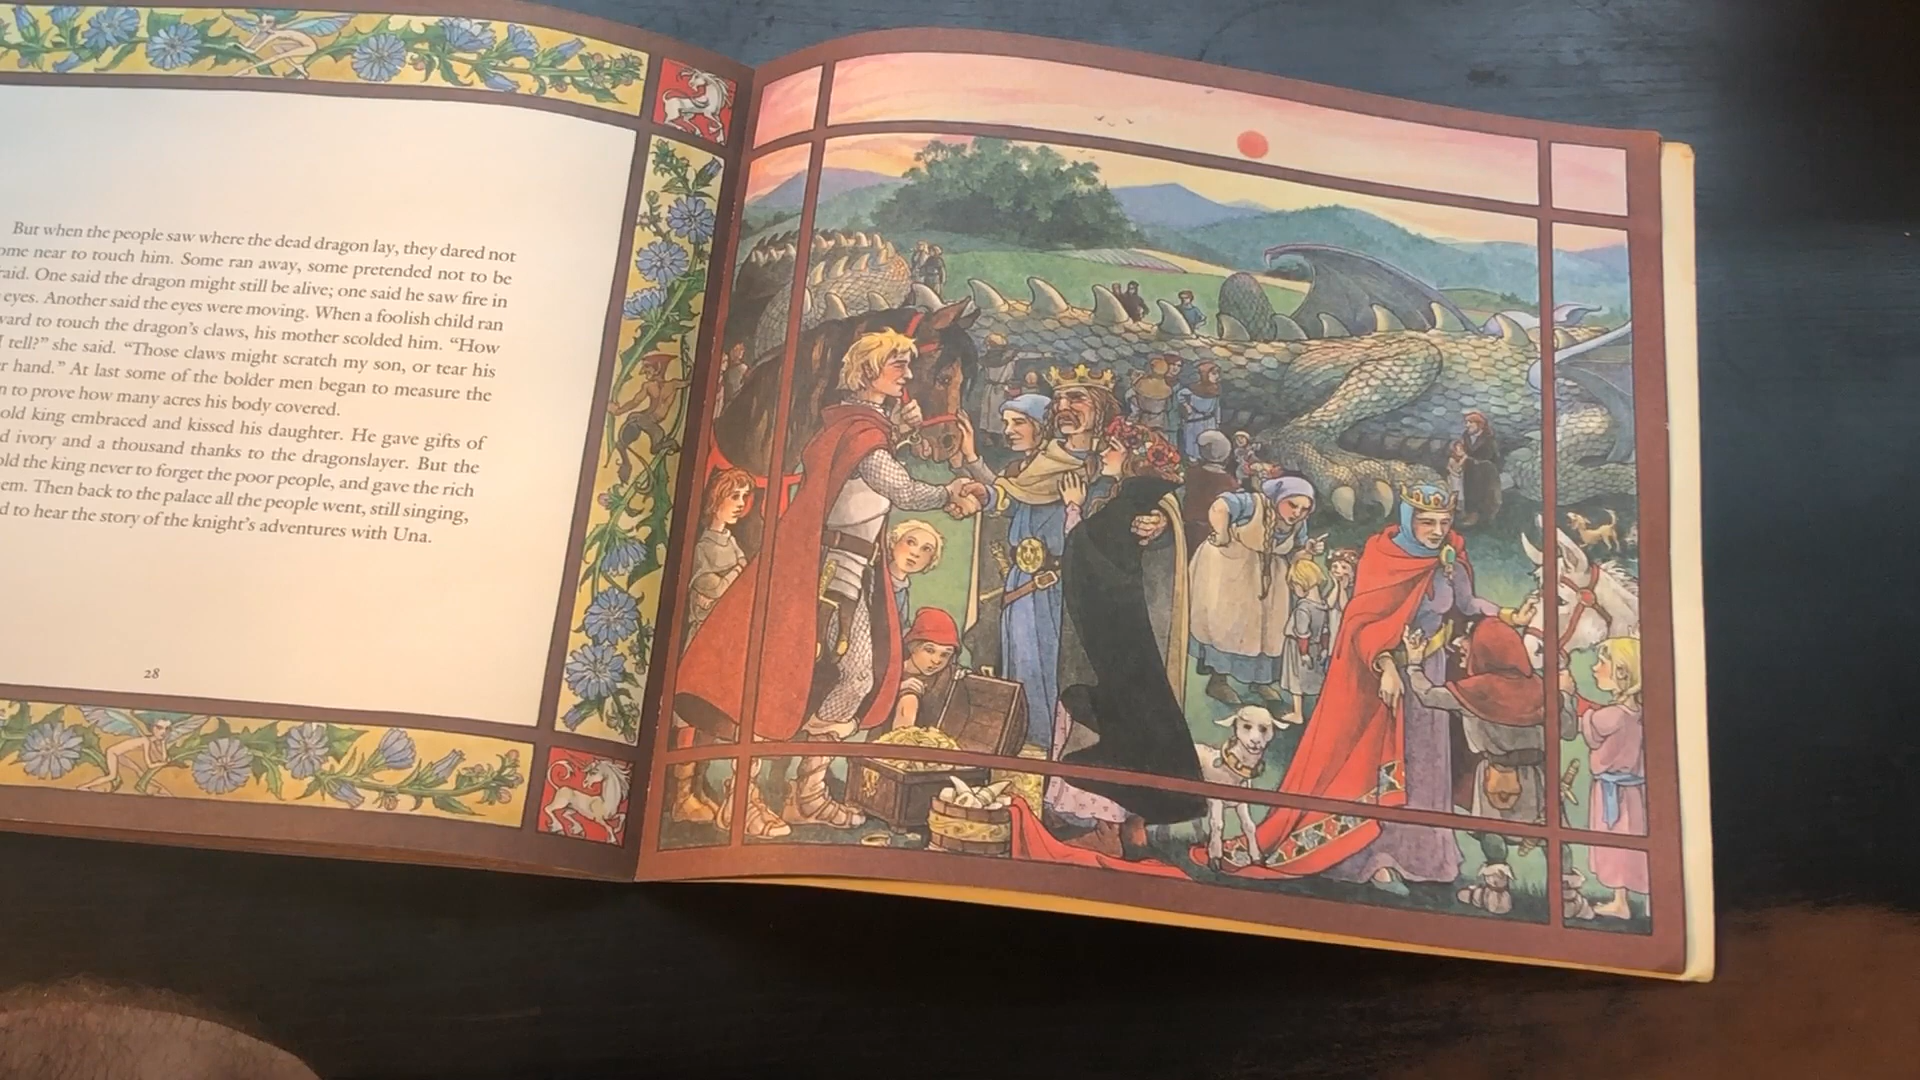 But when the people saw where the dead dragon lay, they dared not
near to touch him. Some ran away, some pretended not to be
One said the dragon might still be alive; one said he saw fire in
eyes. Another said the eyes were moving. When a foolish child ran
to touch the dragon's claws, his mother scolded him. "How
I tell?" she said. "Those claws might scratch my son, or tear his
hand." At last some of the bolder men began to measure the
to prove how many acres his body covered.
old king embraced and kissed his daughter. He gave gifts of
ivory and a thousand thanks to the dragonslayer. But the
the king never to forget the poor people, and gave the rich
Then back to the palace all the people went, still singing,
to hear the story of the knight's adventures with Una.
28